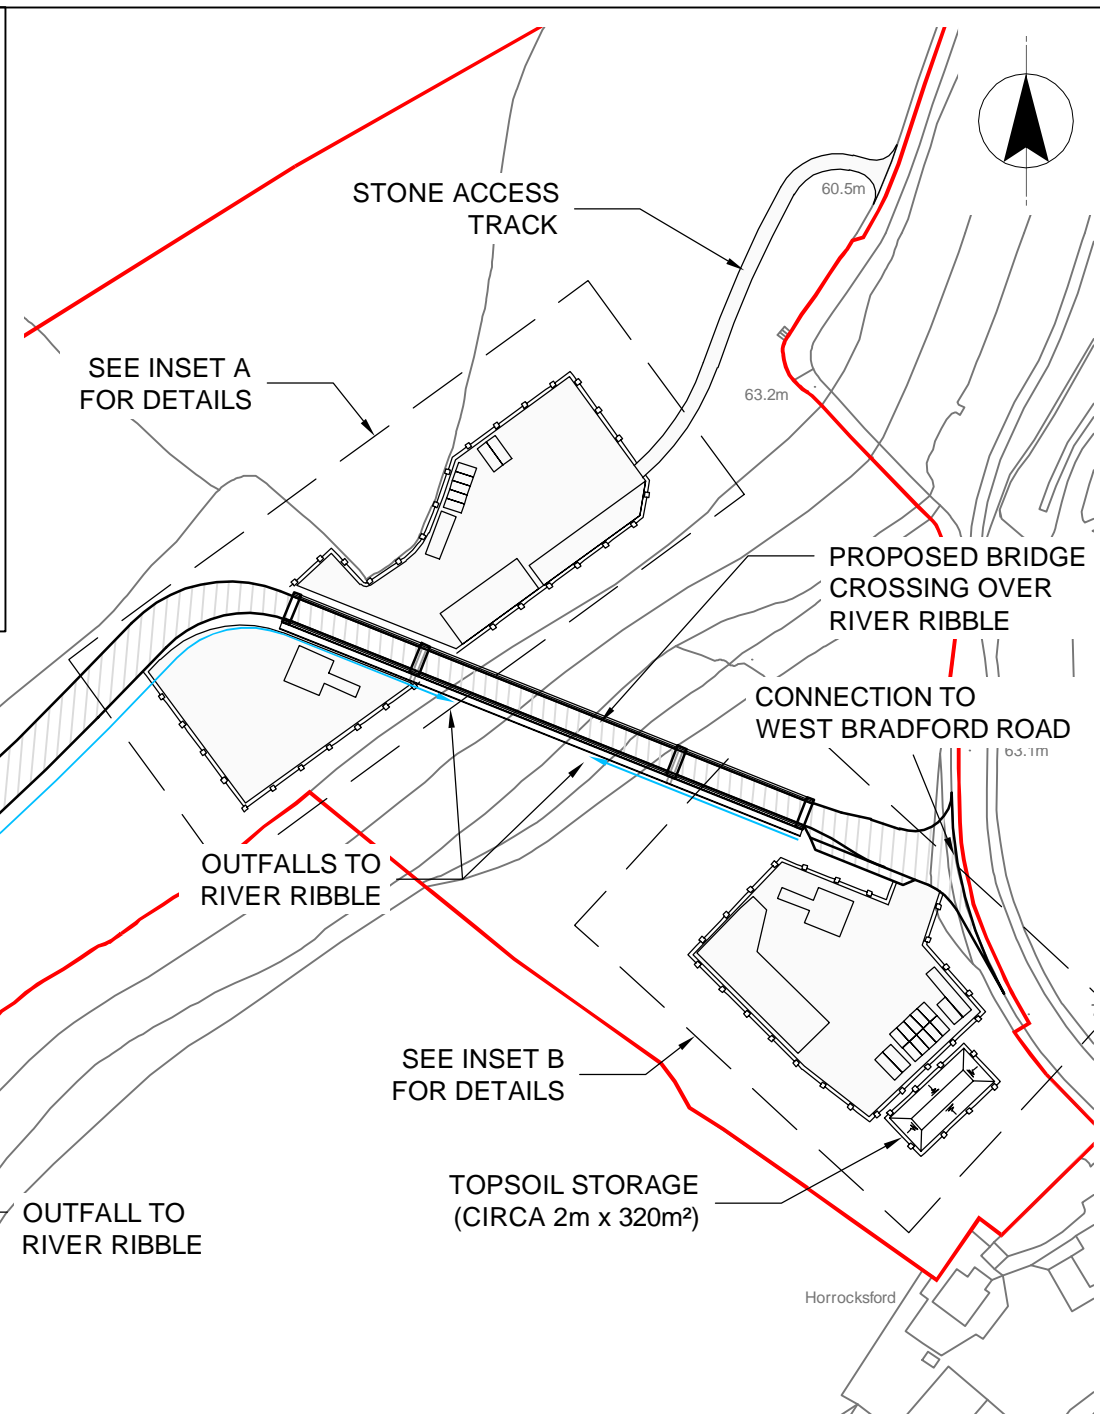 STONE ACCESS
TRACK
60.5m
SEE INSET A
FOR DETAILS
63.2m
PROPOSED BRIDGE
CROSSING OVER
RIVER RIBBLE
CONNECTION TO
WEST BRADFORD ROAD
63.1m
OUTFALLS TO
RIVER RIBBLE
SEE INSET B
FOR DETAILS
TOPSOIL STORAGE
(CIRCA 2m x 320m²)
OUTFALL TO
RIVER RIBBLE
Horrocksford